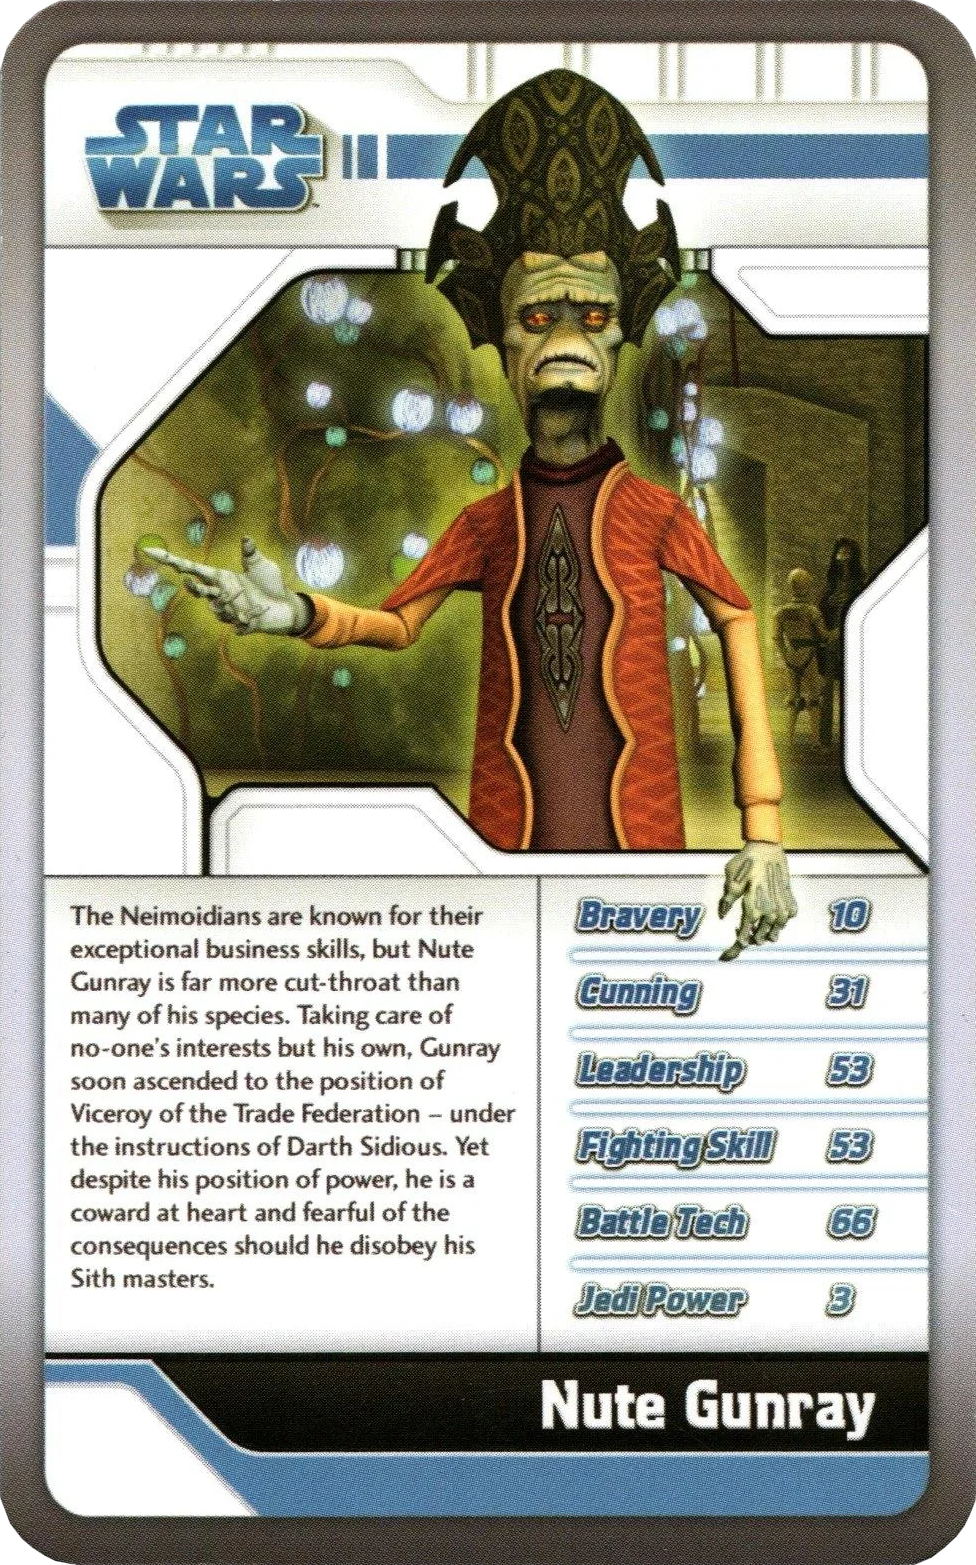 STAR
WARS
The Neimoidians are known for their
exceptional business skills, but Nute
Gunray is far more cut-throat than
many of his species. Taking care of
no-one's interests but his own, Gunray
soon ascended to the position of
Viceroy of the Trade Federation – under
the instructions of Darth Sidious. Yet
despite his position of power, he is a
coward at heart and fearful of the
consequences should he disobey his
Sith masters.
Bravery 10
Cunning 31
Leadership 53
Fighting Skill 53
Battle Tech 66
Jedi Power 3
Nute Gunray